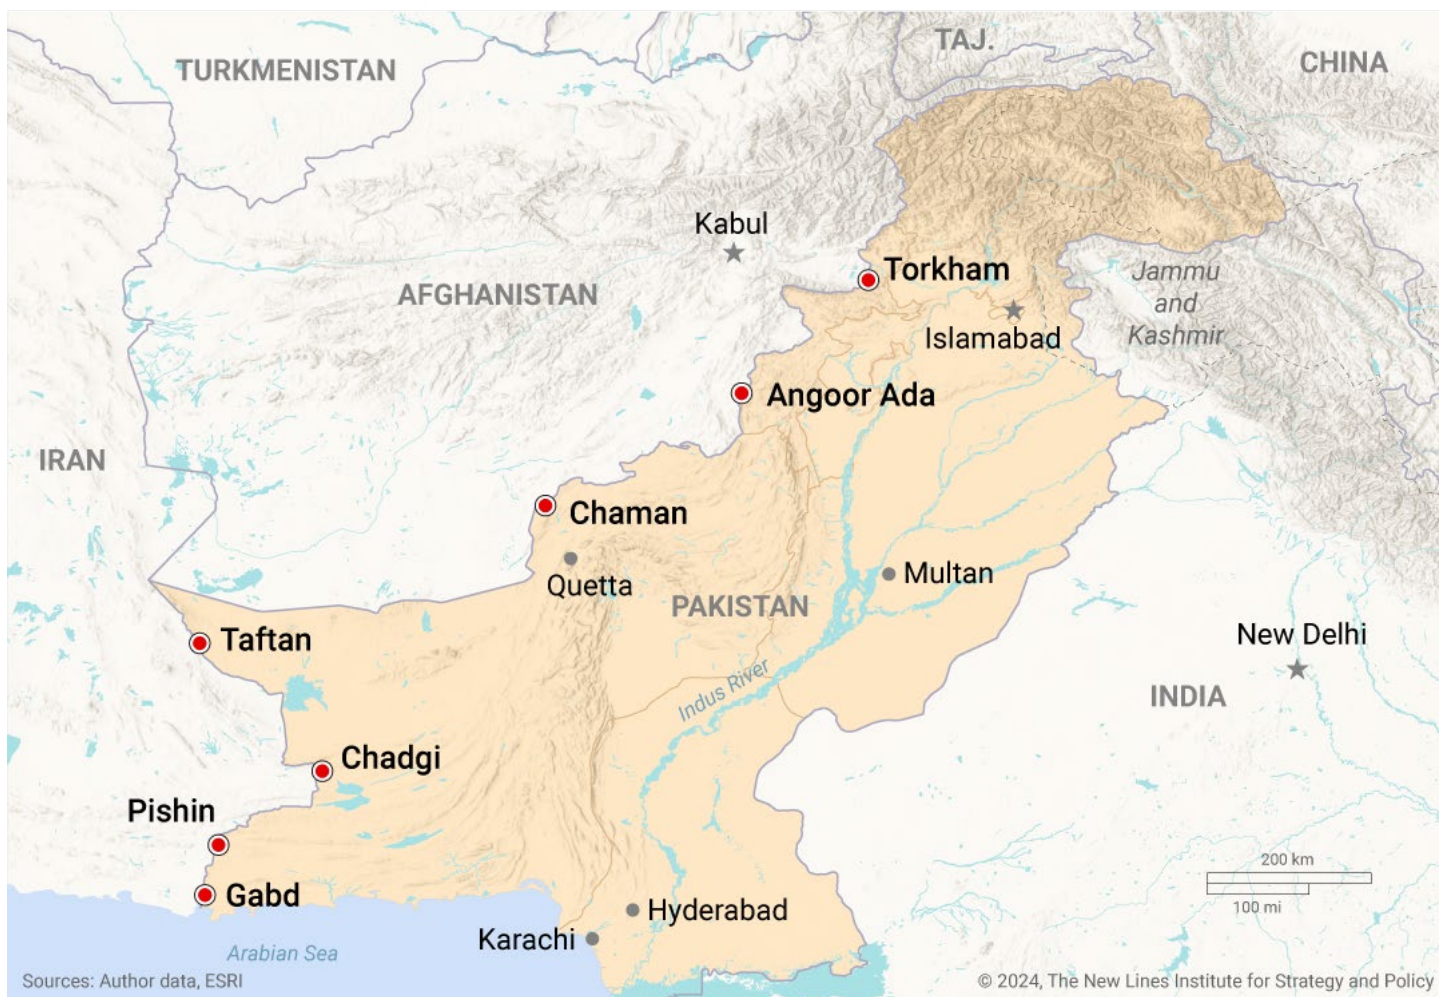 TAJ.
CHINA
TURKMENISTAN
Kabul
Torkham
Jammu
and
Kashmir
AFGHANISTAN
Islamabad
Angoor Ada
IRAN
Chaman
Quetta
Multan
PAKISTAN
New Delhi
Taftan
Indus River
INDIA
Chadgi
Pishin
200 km
100 mi
Gabd
Hyderabad
Karachi
Arabian Sea
Sources: Author data, ESRI
© 2024, The New Lines Institute for Strategy and Policy